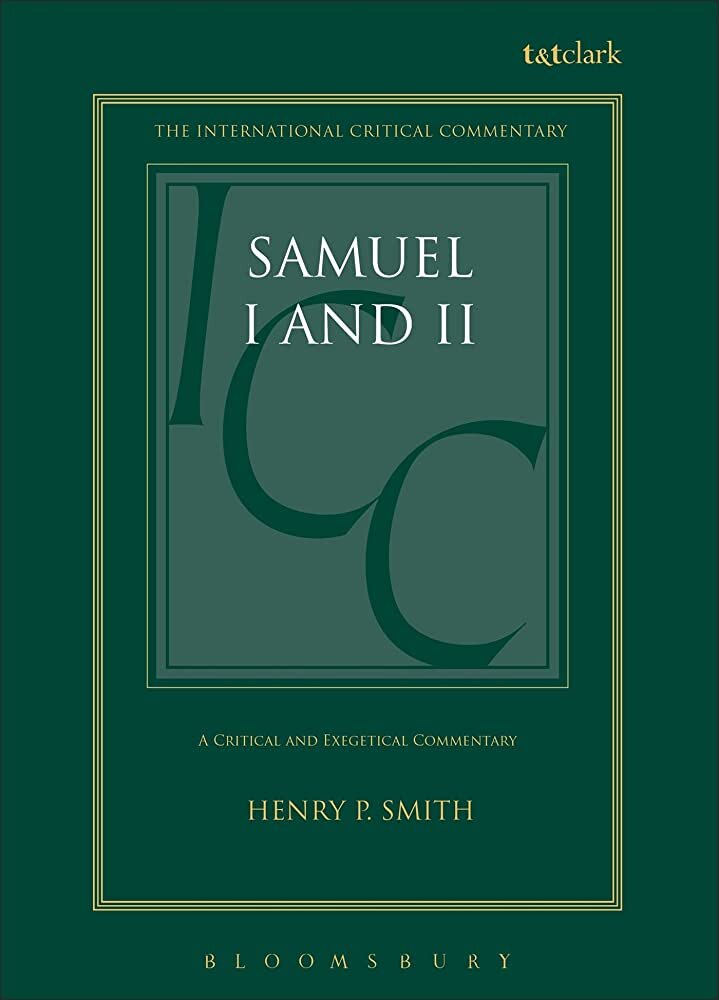 t&tclark
THE INTERNATIONAL CRITICAL COMMENTARY
ICC
SAMUEL
I AND II
A CRITICAL AND EXEGETICAL COMMENTARY
HENRY P. SMITH
BLOOMSBURY